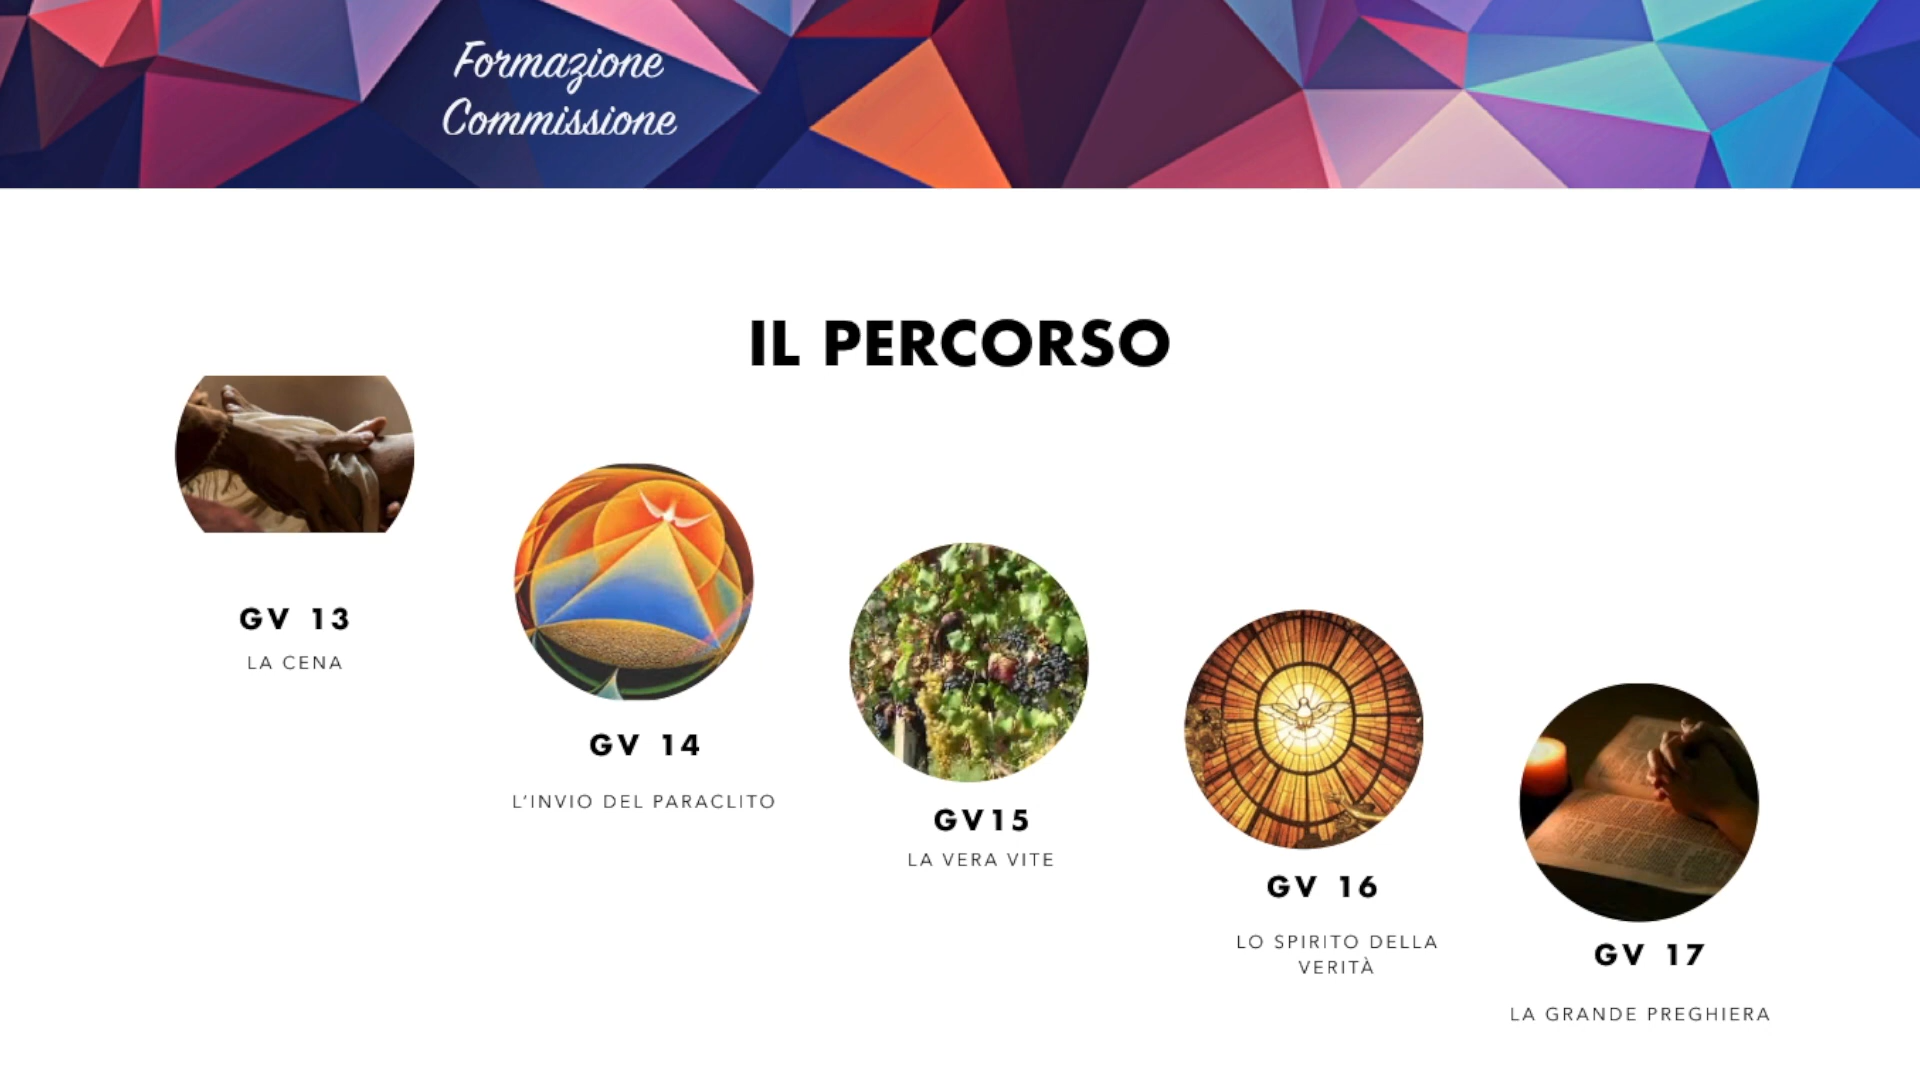 Formazione
Commissione
IL PERCORSO
GV 13
LA CENA
GV 14
L’INVIO DEL PARACLITO
GV15
LA VERA VITE
GV 16
LO SPIRITO DELLA
VERITÀ
GV 17
LA GRANDE PREGHIERA